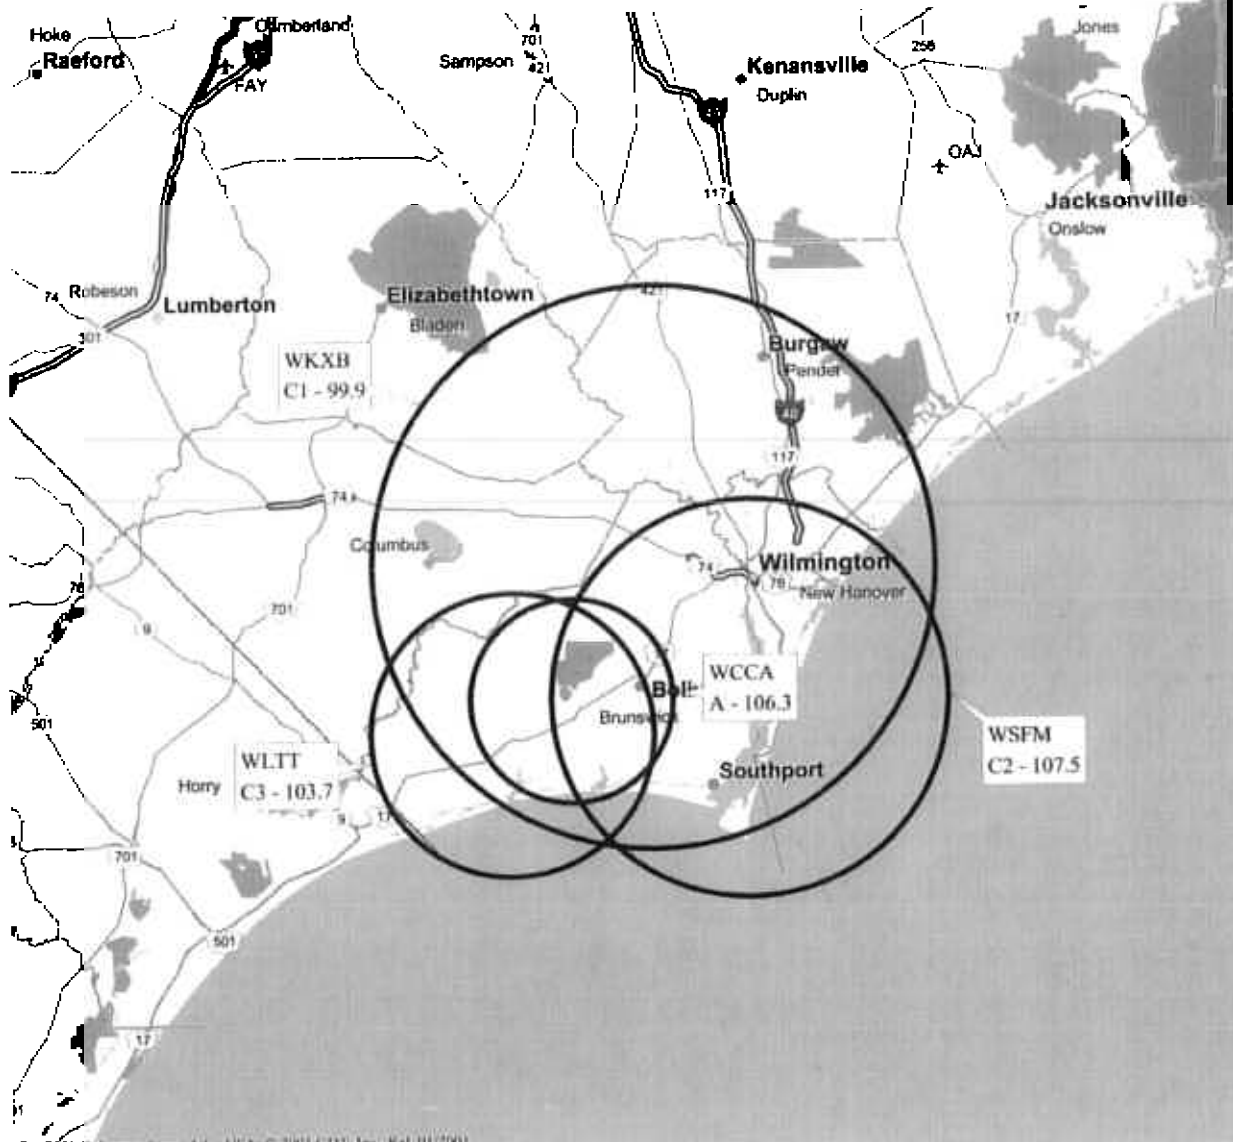 Hoke
Cumberland
Raeford
FAY
Sampson
701
421
Kenansville
Duplin
258
Jones
OAJ
117
Jacksonville
Onslow
74
Robeson
Lumberton
301
Elizabethtown
Bladen
421
17
WKXB
C1 - 99.9
Burgaw
Pender
117
74
Columbus
74
Wilmington
76
New Hanover
76
9
701
501
WCCA
A - 106.3
Brunswick
WLTT
C3 - 103.7
Horry
Southport
WSFM
C2 - 107.5
9
17
701
501
17